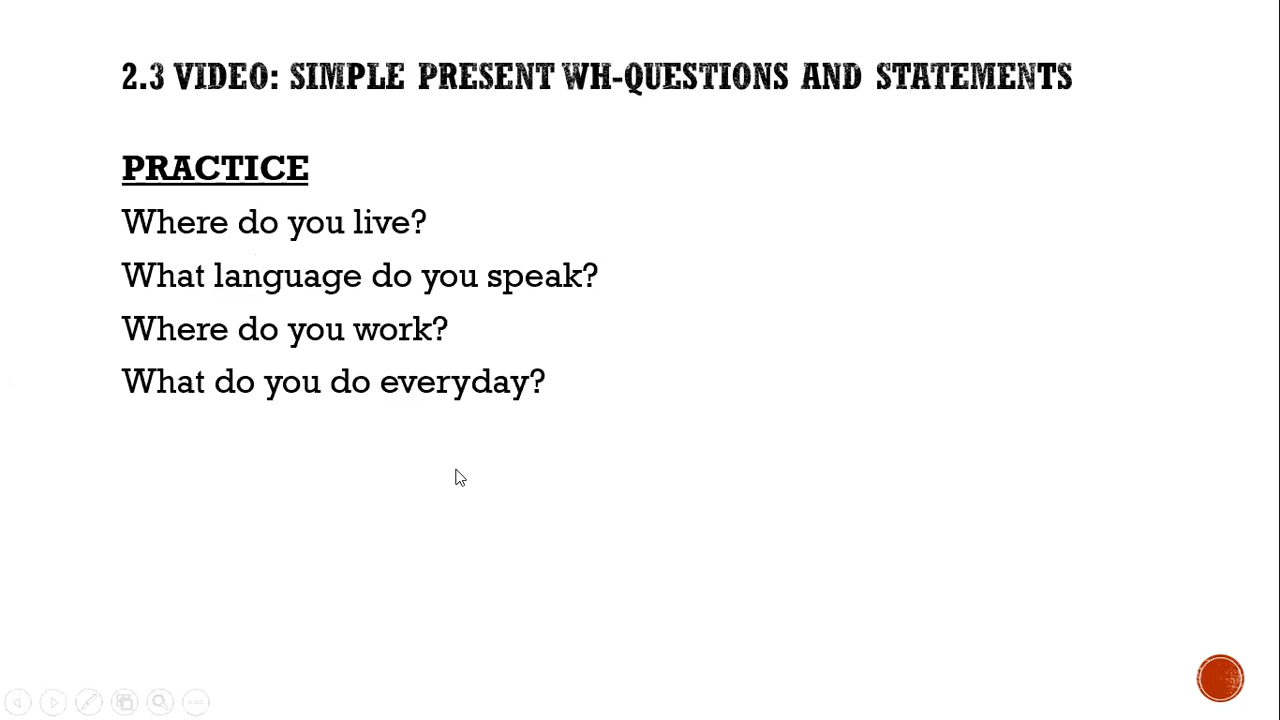 2.3 VIDEO: SIMPLE PRESENT WH-QUESTIONS AND STATEMENTS
PRACTICE
Where do you live?
What language do you speak?
Where do you work?
What do you do everyday?